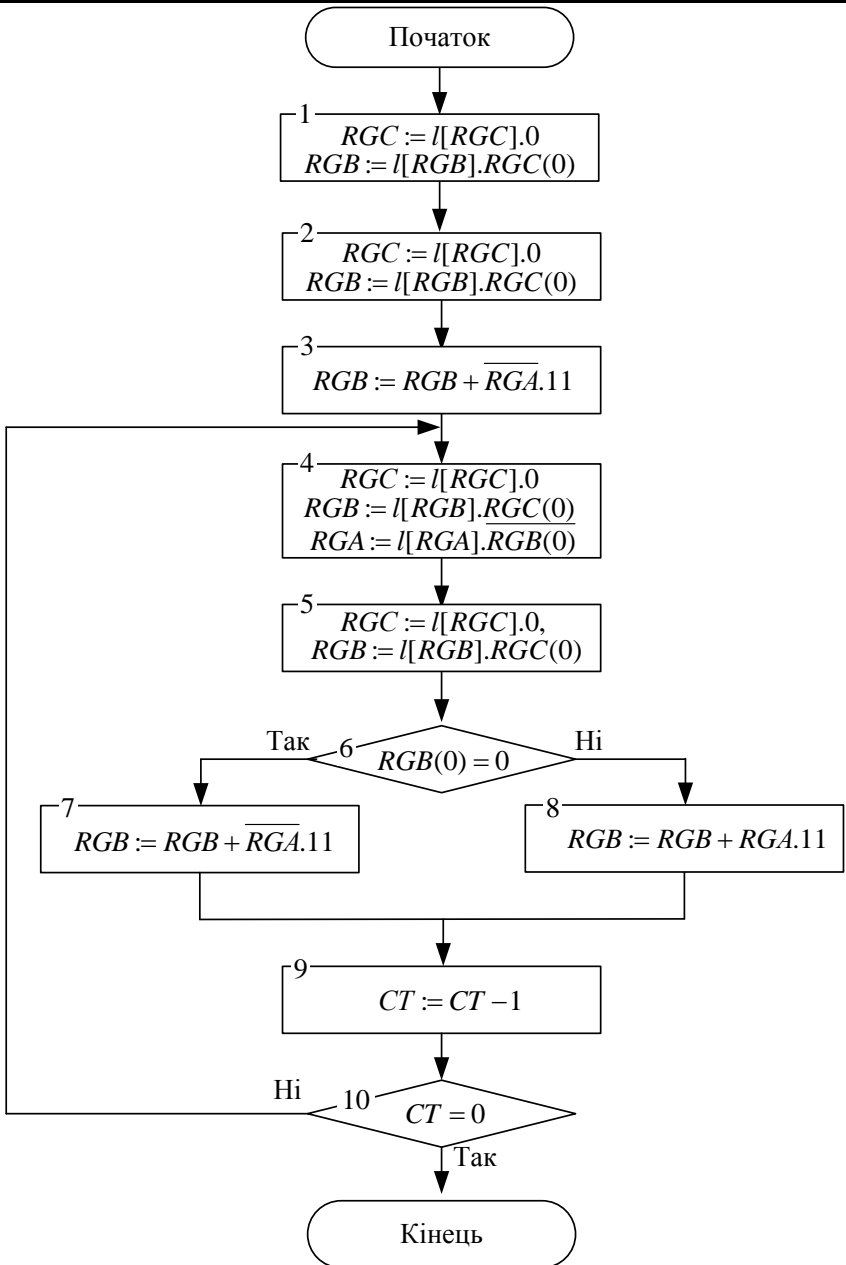 Початок
1
RGC := l[RGC].0
RGB := l[RGB].RGC(0)
2
RGC := l[RGC].0
RGB := l[RGB].RGC(0)
3
RGB := RGB + \overline{RGA}.11
4
RGC := l[RGC].0
RGB := l[RGB].RGC(0)
RGA := l[RGA].\overline{RGB(0)}
5
RGC := l[RGC].0,
RGB := l[RGB].RGC(0)
Так
6
RGB(0) = 0
Ні
7
RGB := RGB + \overline{RGA}.11
8
RGB := RGB + RGA.11
9
CT := CT −1
Ні
10
CT = 0
Так
Кінець